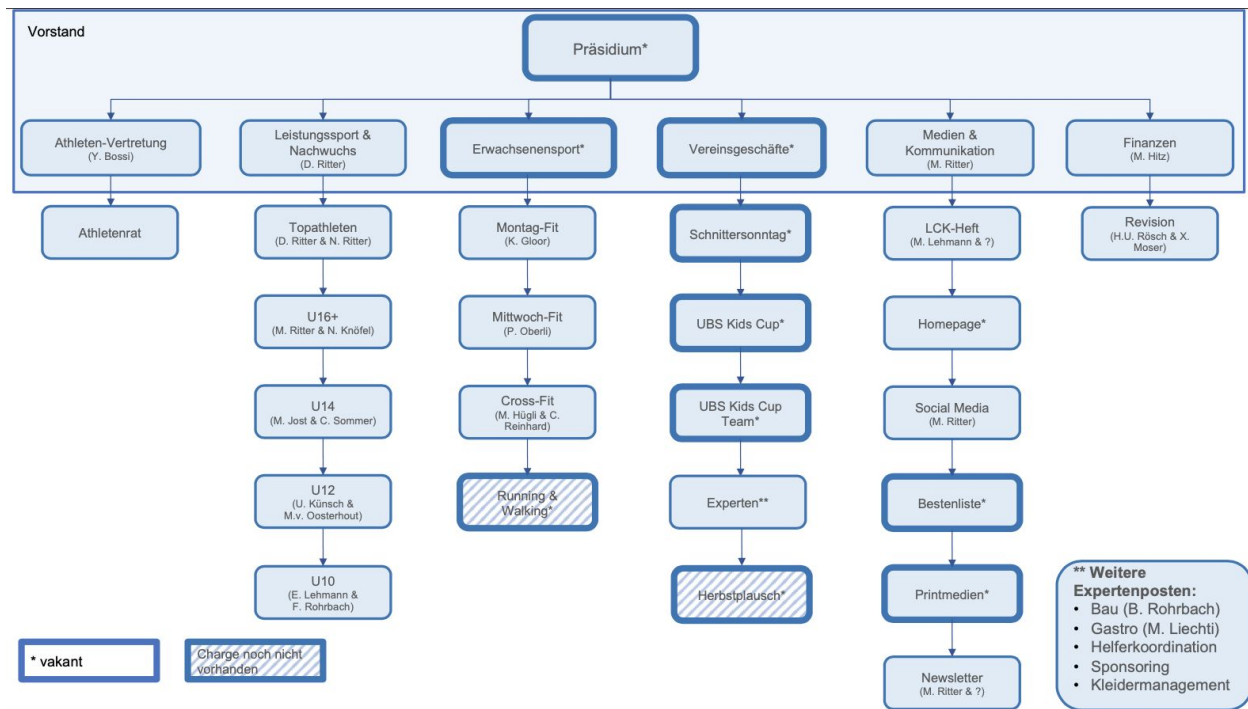 Vorstand
Präsidium*
Athleten-Vertretung
(Y. Bossi)
Leistungssport &
Nachwuchs
(D. Ritter)
Erwachsenensport*
Vereinsgeschäfte*
Medien &
Kommunikation
(M. Ritter)
Finanzen
(M. Hitz)
Athletenrat
Topathleten
(D. Ritter & N. Ritter)
Montag-Fit
(K. Gloor)
Schnittersonntag*
LCK-Heft
(M. Lehmann & ?)
Revision
(H.U. Rösch & X.
Moser)
U16+
(M. Ritter & N. Knöfel)
Mittwoch-Fit
(P. Oberli)
UBS Kids Cup*
Homepage*
U14
(M. Jost & C. Sommer)
Cross-Fit
(M. Hügli & C.
Reinhard)
UBS Kids Cup
Team*
Social Media
(M. Ritter)
U12
(U. Künsch &
M.v. Oosterhout)
Running &
Walking*
Experten**
Bestenliste*
U10
(E. Lehmann &
F. Rohrbach)
Herbstplausch*
Printmedien*
Newsletter
(M. Ritter & ?)
** Weitere
Expertenposten:
• Bau (B. Rohrbach)
• Gastro (M. Liechti)
• Helferkoordination
• Sponsoring
• Kleidermanagement
* vakant
Charge noch nicht
vorhanden